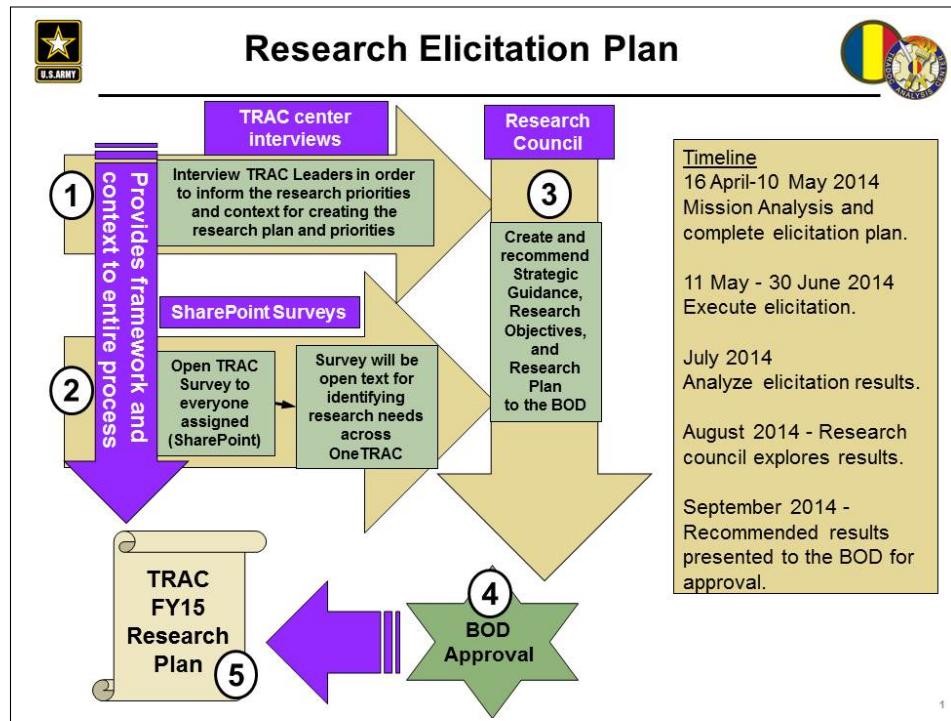 Research Elicitation Plan
U.S.ARMY
TRADOC ANALYSIS CENTER
TRAC center
interviews
1
Interview TRAC Leaders in order
to inform the research priorities
and context for creating the
research plan and priorities
Provides framework and
context to entire process
SharePoint Surveys
2
Open TRAC
Survey to
everyone
assigned
(SharePoint)
Survey will be
open text for
identifying
research needs
across
OneTRAC
Research
Council
3
Create and
recommend
Strategic
Guidance,
Research
Objectives,
and
Research
Plan
to the BOD
4
BOD
Approval
TRAC
FY15
Research
Plan
5
Timeline
16 April-10 May 2014
Mission Analysis and
complete elicitation plan.
11 May - 30 June 2014
Execute elicitation.
July 2014
Analyze elicitation results.
August 2014 - Research
council explores results.
September 2014 -
Recommended results
presented to the BOD for
approval.
1